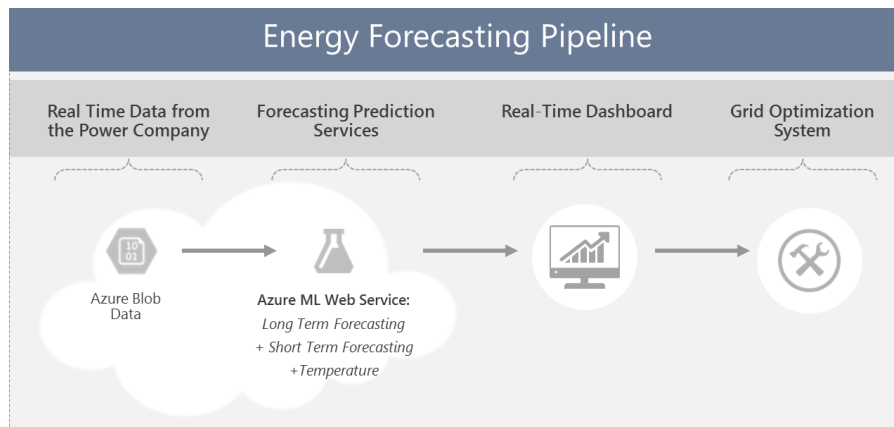 Energy Forecasting Pipeline
Real Time Data from
the Power Company
Forecasting Prediction
Services
Real-Time Dashboard
Grid Optimization
System
10
01
Azure Blob
Data
Azure ML Web Service:
Long Term Forecasting
+ Short Term Forecasting
+Temperature